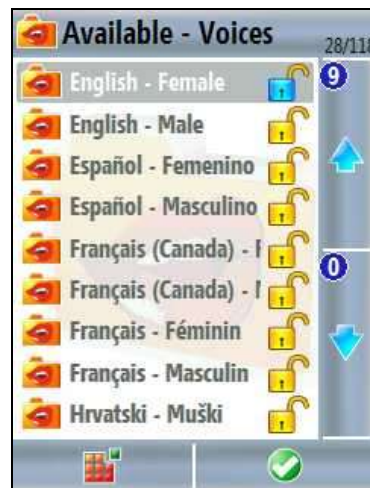 Available - Voices
28/118
English - Female
9
English - Male
Español - Femenino
Español - Masculino
Français (Canada) -
0
Français (Canada) -
Français - Féminin
Français - Masculin
Hrvatski - Muški